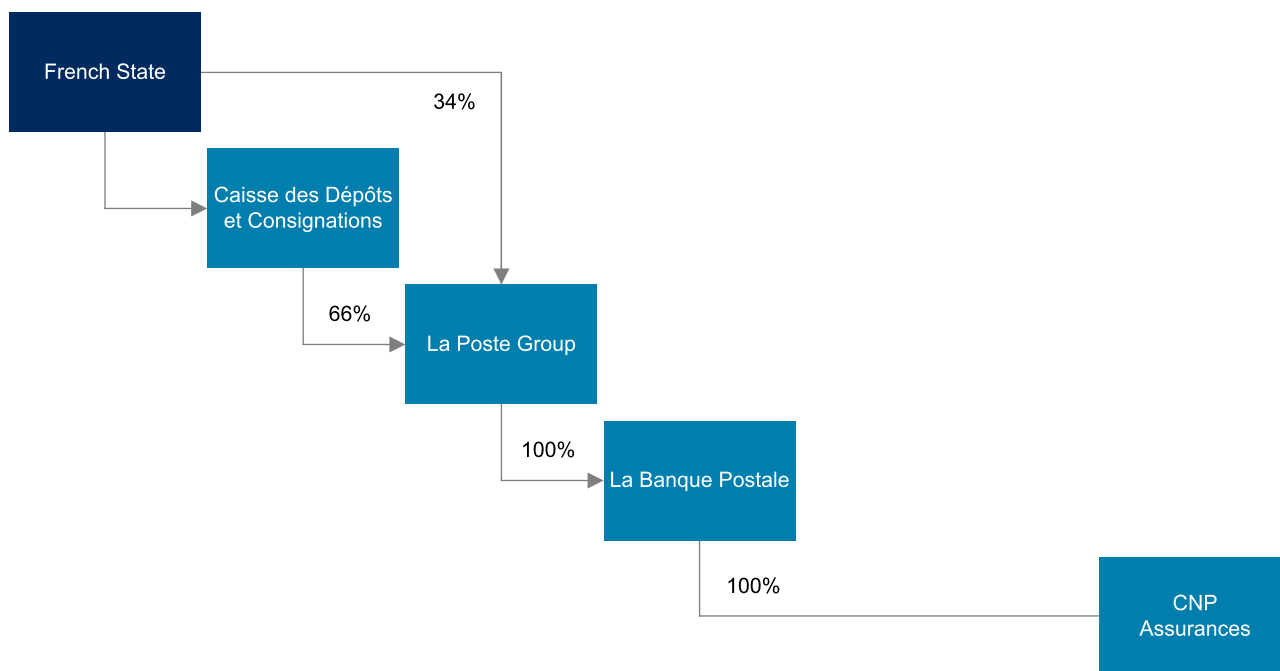 French State
34%
Caisse des Dépôts
et Consignations
66%
La Poste Group
100%
La Banque Postale
100%
CNP
Assurances